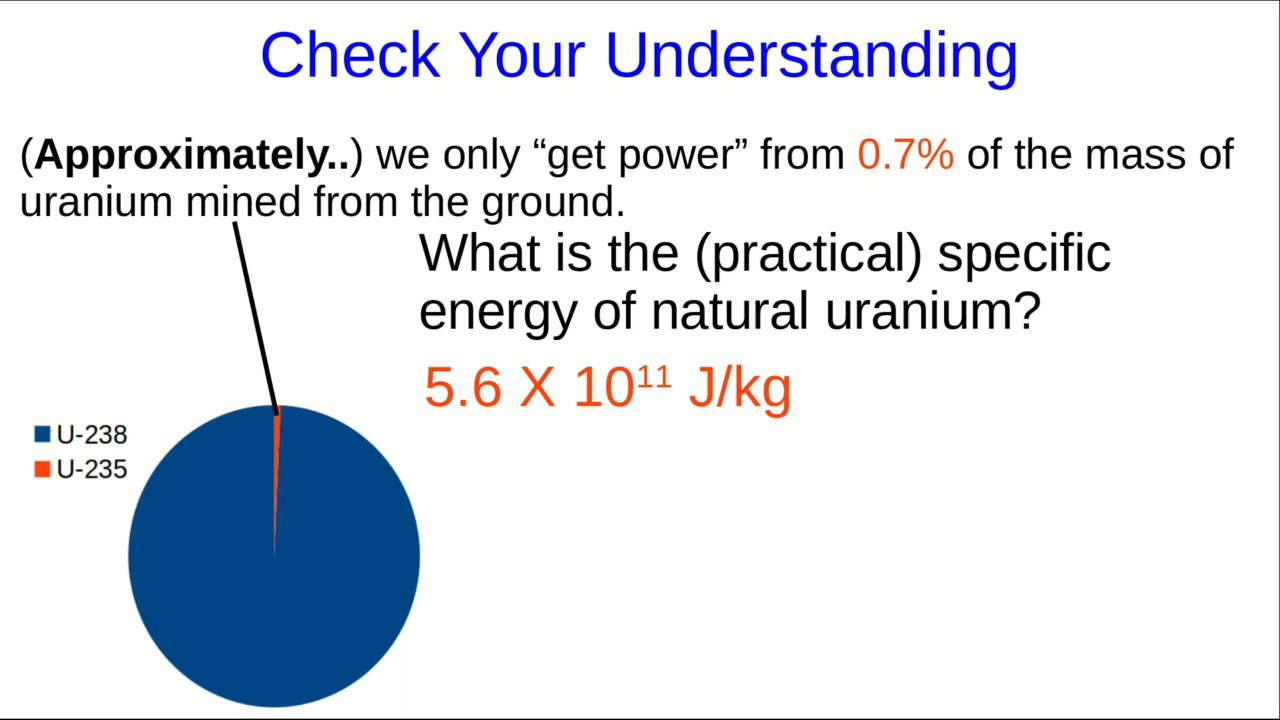 Check Your Understanding
(Approximately..) we only “get power” from 0.7% of the mass of
uranium mined from the ground.
What is the (practical) specific
energy of natural uranium?
5.6 X 10¹¹ J/kg
U-238
U-235